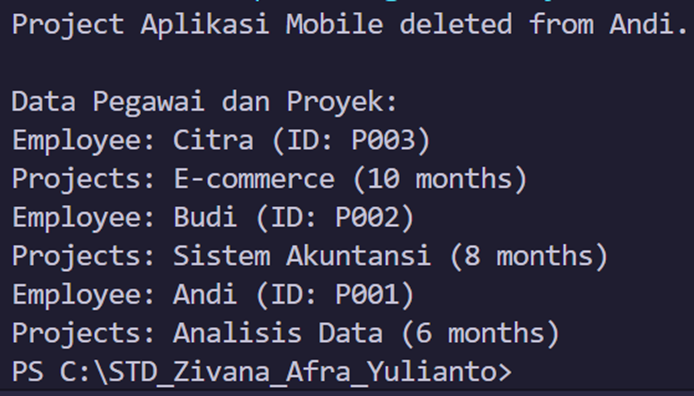 Project Aplikasi Mobile deleted from Andi.
Data Pegawai dan Proyek:
Employee: Citra (ID: P003)
Projects: E-commerce (10 months)
Employee: Budi (ID: P002)
Projects: Sistem Akuntansi (8 months)
Employee: Andi (ID: P001)
Projects: Analisis Data (6 months)
PS C:\STD_Zivana_Afra_Yulianto>